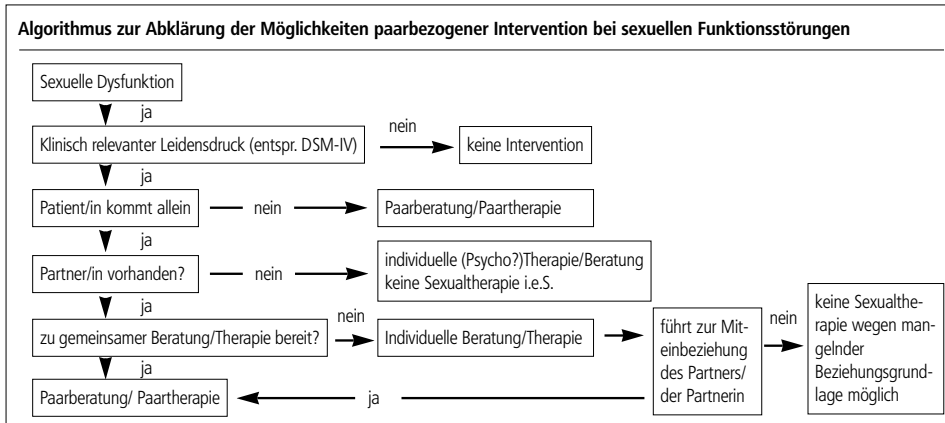 Algorithmus zur Abklärung der Möglichkeiten paarbezogener Intervention bei sexuellen Funktionsstörungen
Sexuelle Dysfunktion
ja
Klinisch relevanter Leidensdruck (entspr. DSM-IV)
nein
keine Intervention
ja
Patient/in kommt allein
nein
Paarberatung/Paartherapie
ja
Partner/in vorhanden?
nein
individuelle (Psycho?)Therapie/Beratung
keine Sexualtherapie i.e.S.
ja
zu gemeinsamer Beratung/Therapie bereit?
nein
Individuelle Beratung/Therapie
führt zur Mit-
einbeziehung
des Partners/
der Partnerin
nein
keine Sexualthe-
rapie wegen man-
gelnder
Beziehungsgrund-
lage möglich
ja
Paarberatung/ Paartherapie
ja